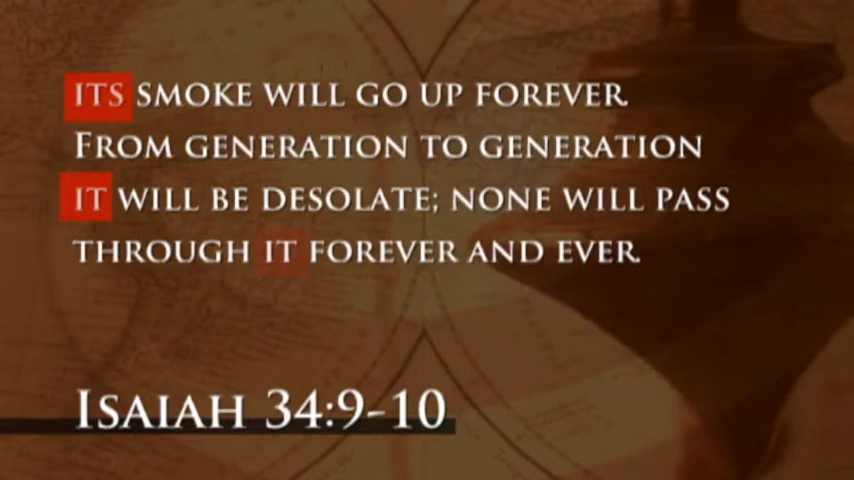 ITS SMOKE WILL GO UP FOREVER.
FROM GENERATION TO GENERATION
IT WILL BE DESOLATE; NONE WILL PASS
THROUGH IT FOREVER AND EVER.
ISAIAH 34:9-10